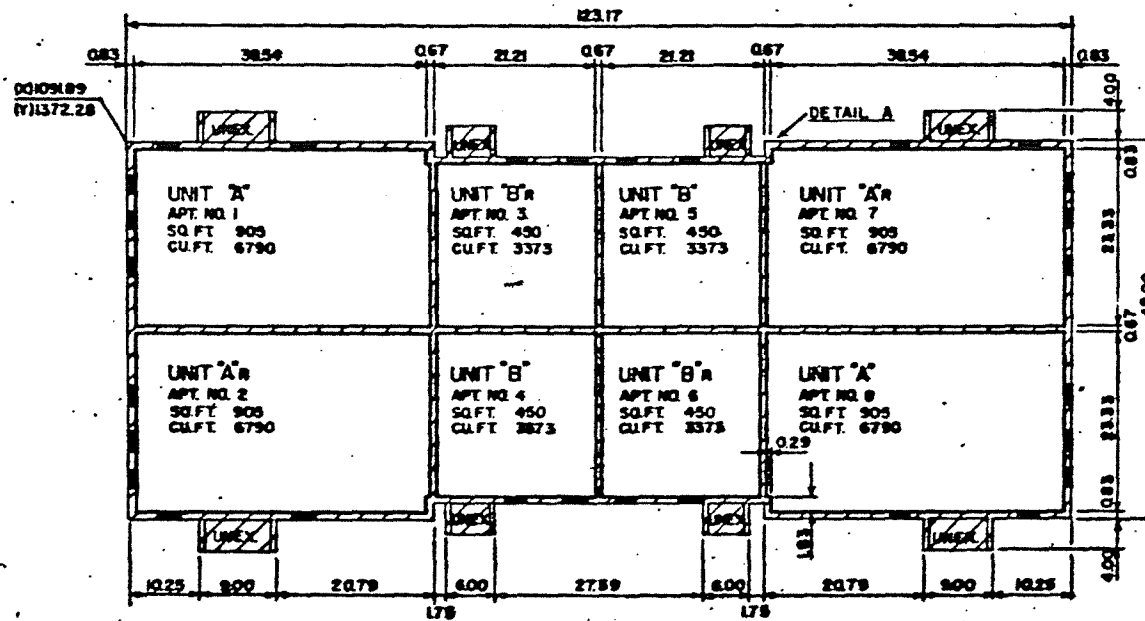 123.17
0.83 38.54 0.67 21.21 0.67 21.21 0.67 38.54 0.83
(X)1091.89
(Y)1372.28
4.00
UNEX. UNEX. UNEX. DETAIL A UNEX.
0.83
UNIT "A"
APT. NO. 1
SQ.FT. 905
CU.FT. 6790
UNIT "B"R
APT. NO. 3
SQ.FT. 450
CU.FT. 3373
UNIT "B"
APT. NO. 5
SQ.FT. 450
CU.FT. 3373
UNIT "A"R
APT. NO. 7
SQ.FT. 905
CU.FT. 6790
23.33
0.67
UNIT "A"R
APT. NO. 2
SQ.FT. 905
CU.FT. 6790
UNIT "B"
APT. NO. 4
SQ.FT. 450
CU.FT. 3873
UNIT "B"R
APT. NO. 6
SQ.FT. 450
CU.FT. 3373
UNIT "A"
APT. NO. 8
SQ.FT. 905
CU.FT. 6790
23.33
0.29
0.83
UNEX. UNEX. UNEX. UNEX.
1.83
4.00
10.25 9.00 20.79 6.00 27.59 6.00 20.79 9.00 10.25
1.75 1.75